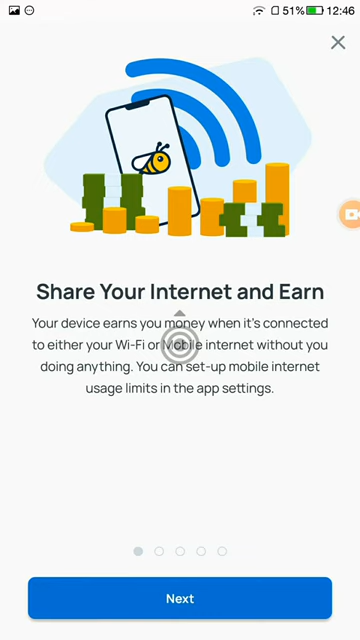 51% 12:46
Share Your Internet and Earn
Your device earns you money when it's connected
to either your Wi-Fi or Mobile internet without you
doing anything. You can set-up mobile internet
usage limits in the app settings.
Next